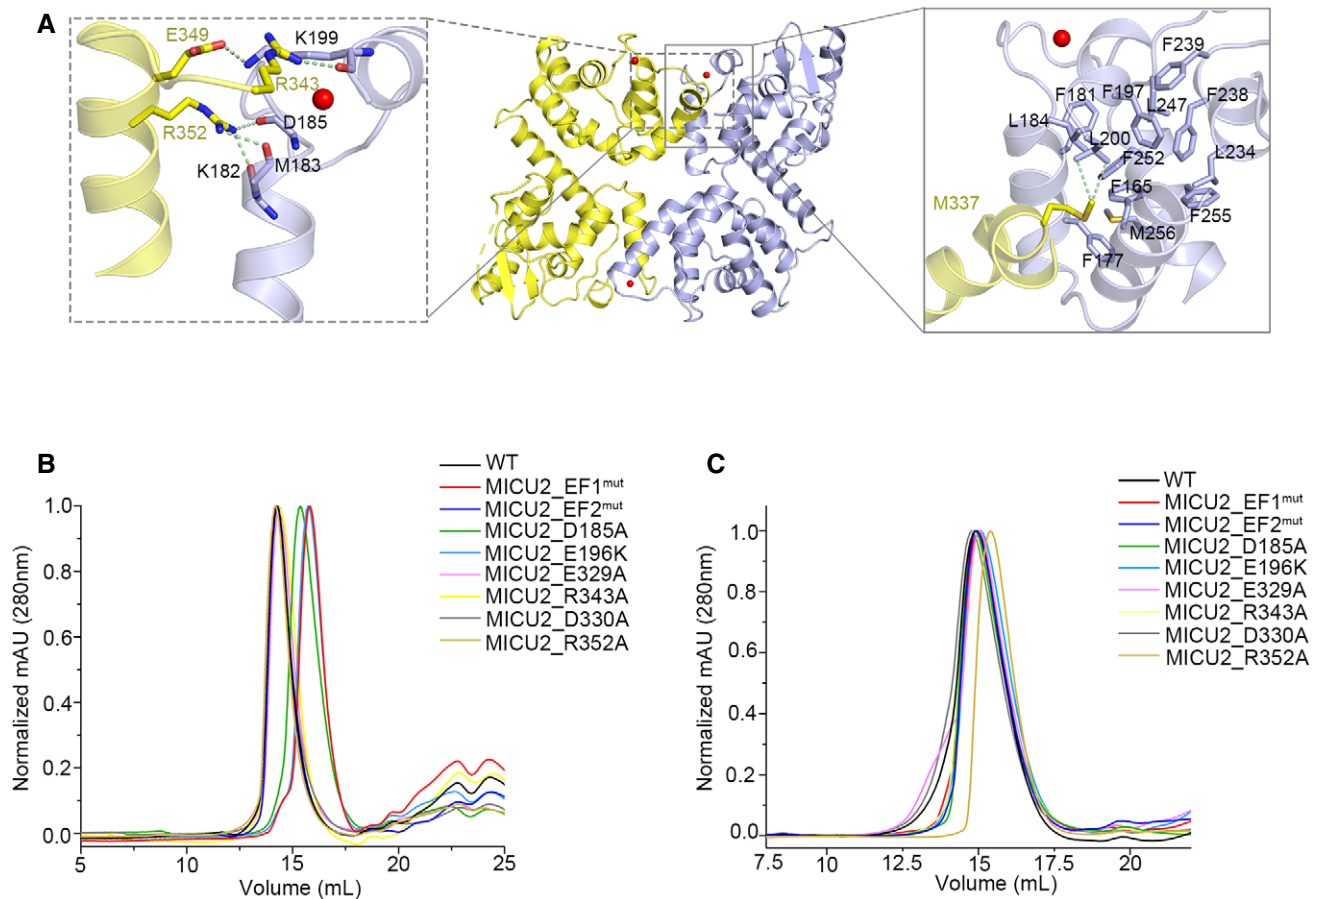 A
E349
K199
R343
R352
D185
K182
M183
F239
F181
F197
L247
F238
L184
L200
F252
L234
F165
M337
F255
M256
F177
B
WT
MICU2_EF1mut
MICU2_EF2mut
MICU2_D185A
MICU2_E196K
MICU2_E329A
MICU2_R343A
MICU2_D330A
MICU2_R352A
Normalized mAU (280nm)
1.0
0.8
0.6
0.4
0.2
0.0
5
10
15
20
25
Volume (mL)
C
WT
MICU2_EF1mut
MICU2_EF2mut
MICU2_D185A
MICU2_E196K
MICU2_E329A
MICU2_R343A
MICU2_D330A
MICU2_R352A
Normalized mAU (280nm)
1.0
0.8
0.6
0.4
0.2
0.0
7.5
10
12.5
15
17.5
20
Volume (mL)